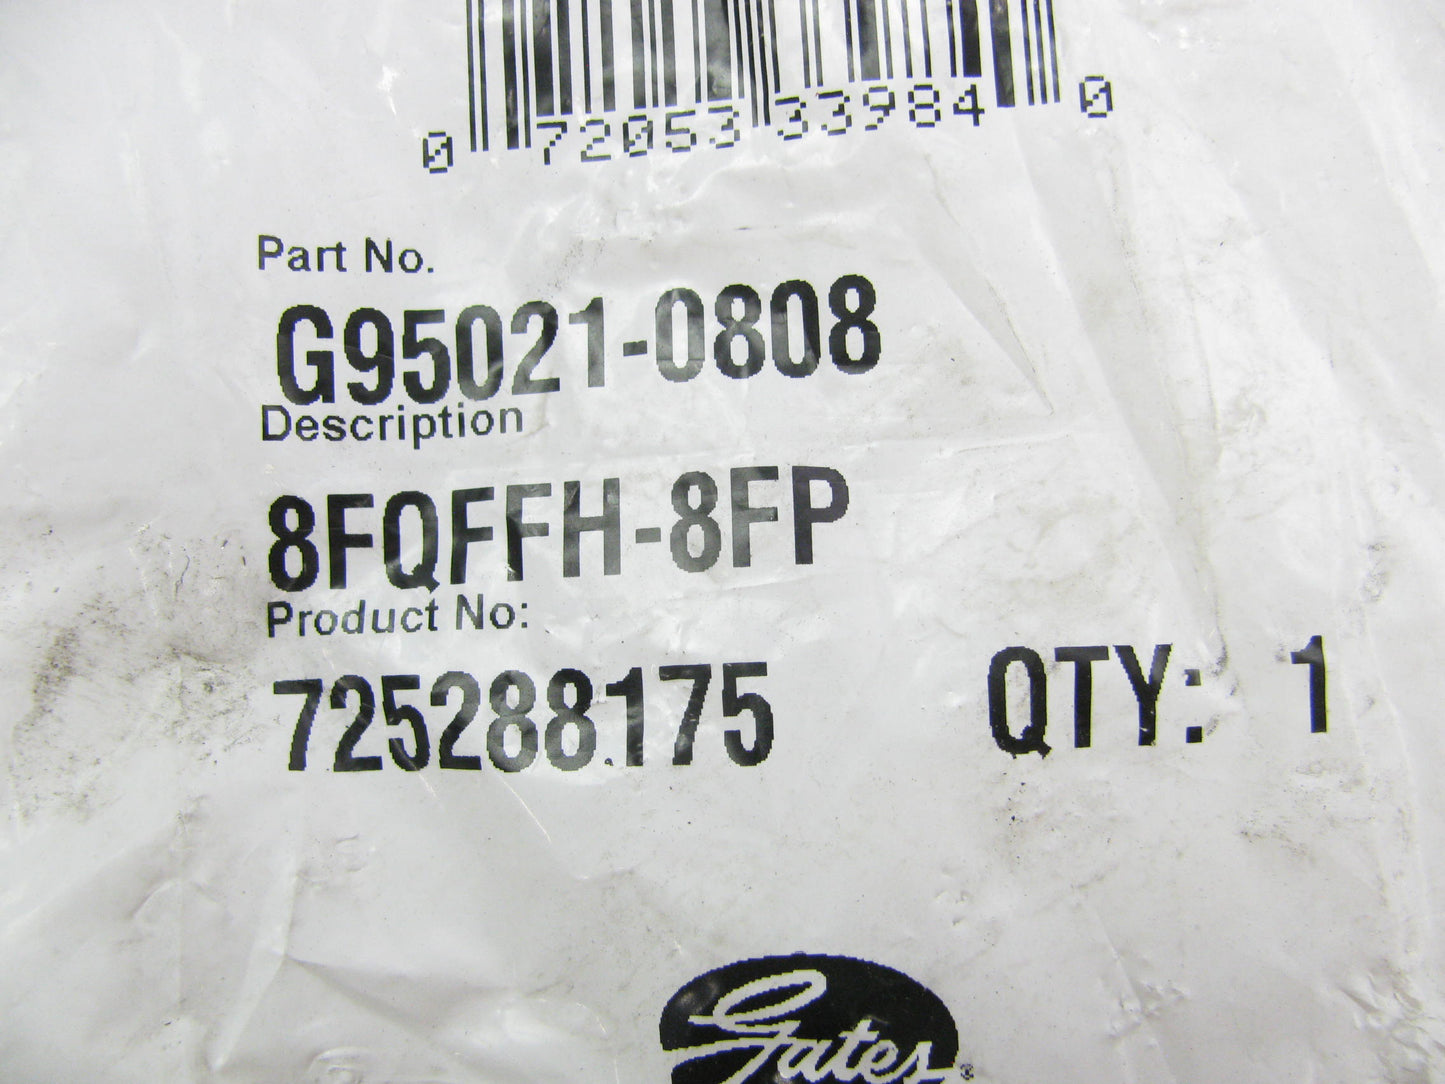 0 72053 33984 0
Part No.
G95021-0808
Description
8FQFFH-8FP
Product No:
725288175 QTY: 1
Gates®